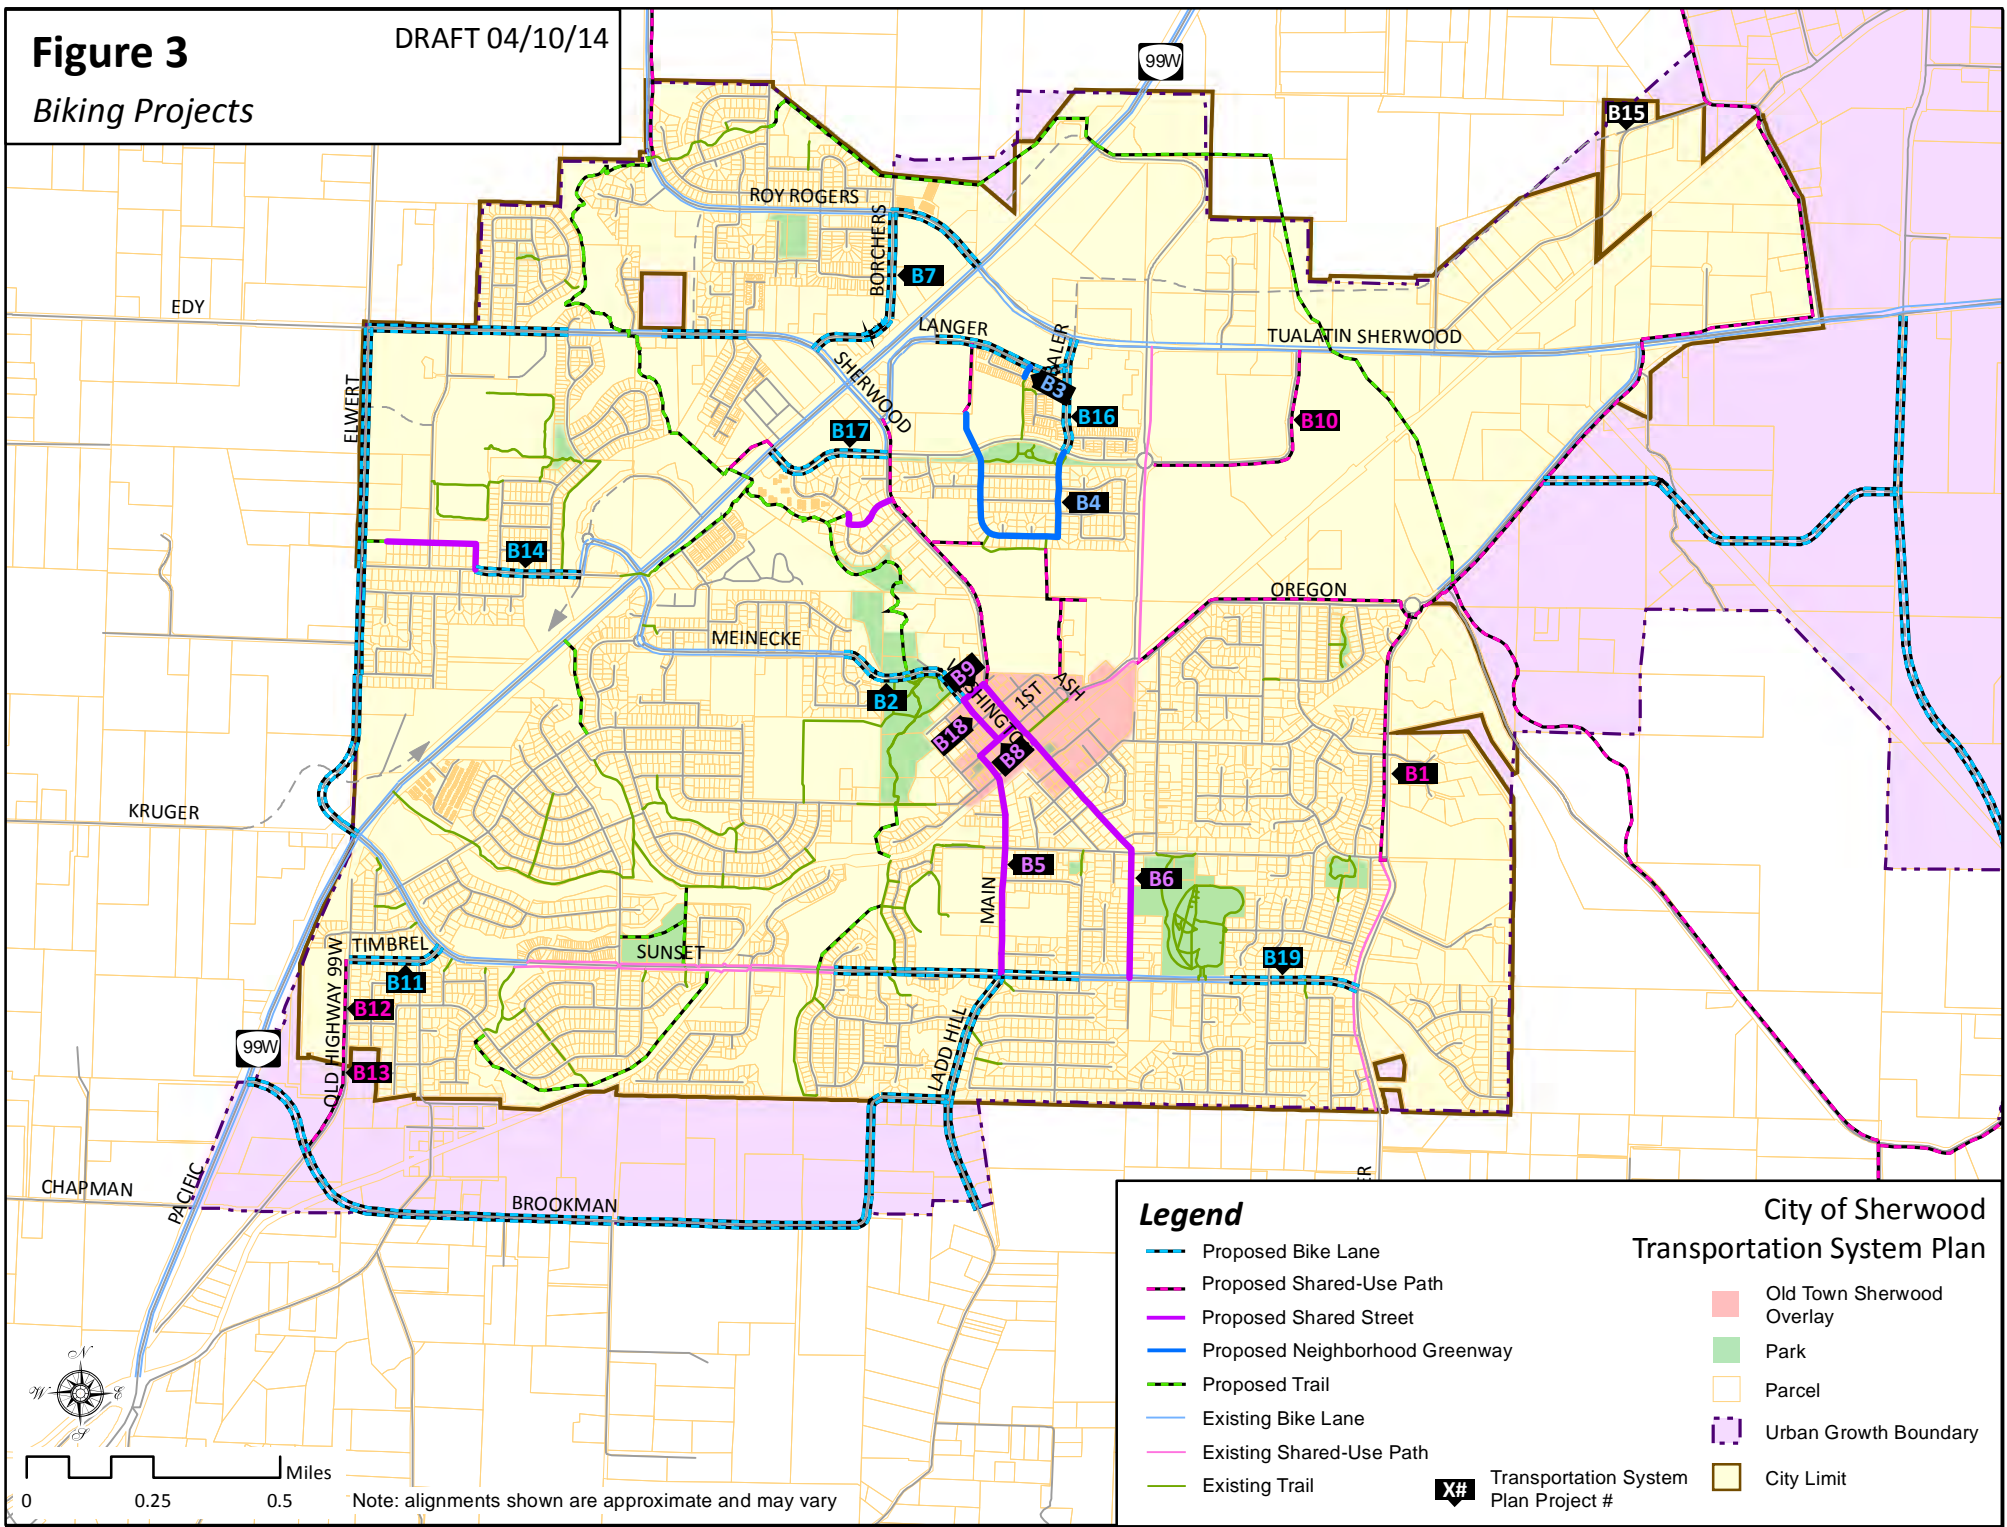 Figure 3
DRAFT 04/10/14
Biking Projects
99W
B15
ROY ROGERS
BORCHERS
B7
EDY
LANGER
BALER
TUALATIN SHERWOOD
SHERWOOD
ELWERT
B3
B16
B10
B17
B4
B14
OREGON
MEINECKE
B9
ASH
1ST
B2
B18
B8
B1
KRUGER
B5
B6
MAIN
TIMBREL
SUNSET
B19
B11
OLD HIGHWAY 99W
B12
99W
LADD HILL
B13
CHAPMAN
PACIFIC
BROOKMAN
ER
Legend
Proposed Bike Lane
Proposed Shared-Use Path
Proposed Shared Street
Proposed Neighborhood Greenway
Proposed Trail
Existing Bike Lane
Existing Shared-Use Path
Existing Trail
X#
Transportation System
Plan Project #
City of Sherwood
Transportation System Plan
Old Town Sherwood
Overlay
Park
Parcel
Urban Growth Boundary
City Limit
N
W
E
S
Miles
0
0.25
0.5
Note: alignments shown are approximate and may vary